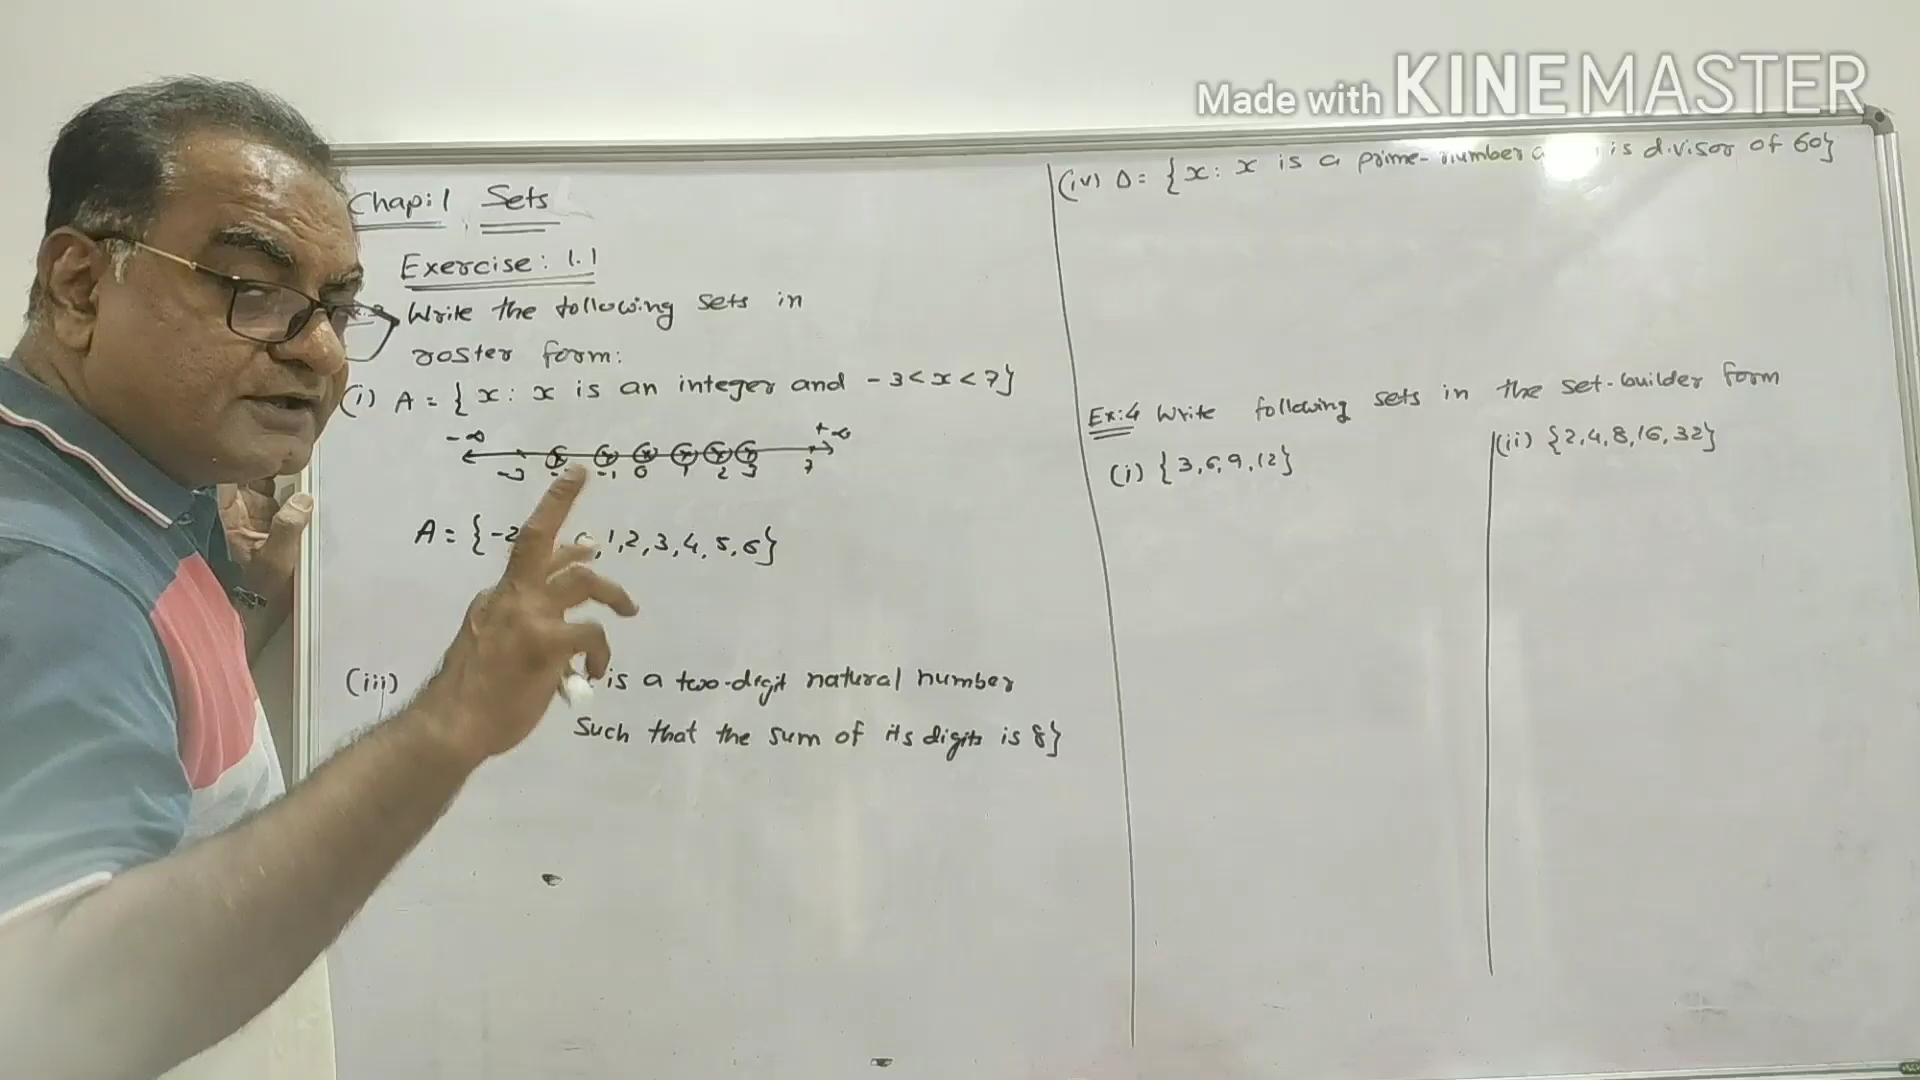 Made with KINEMASTER
Chap:1 Sets
Exercise: 1.1
Write the following sets in
roster form:
(i) A = { x : x is an integer and -3 < x < 7}
-∞ +∞
-3 -1 0 1 2 3 7
A = {-2 , 1, 2, 3, 4, 5, 6}
(iii) is a two-digit natural number
Such that the sum of its digits is 8}
(iv) D = {x : x is a prime-number is divisor of 60}
Ex:4 Write following sets in the set-builder form
(i) {3, 6, 9, 12}
(ii) {2, 4, 8, 16, 32}